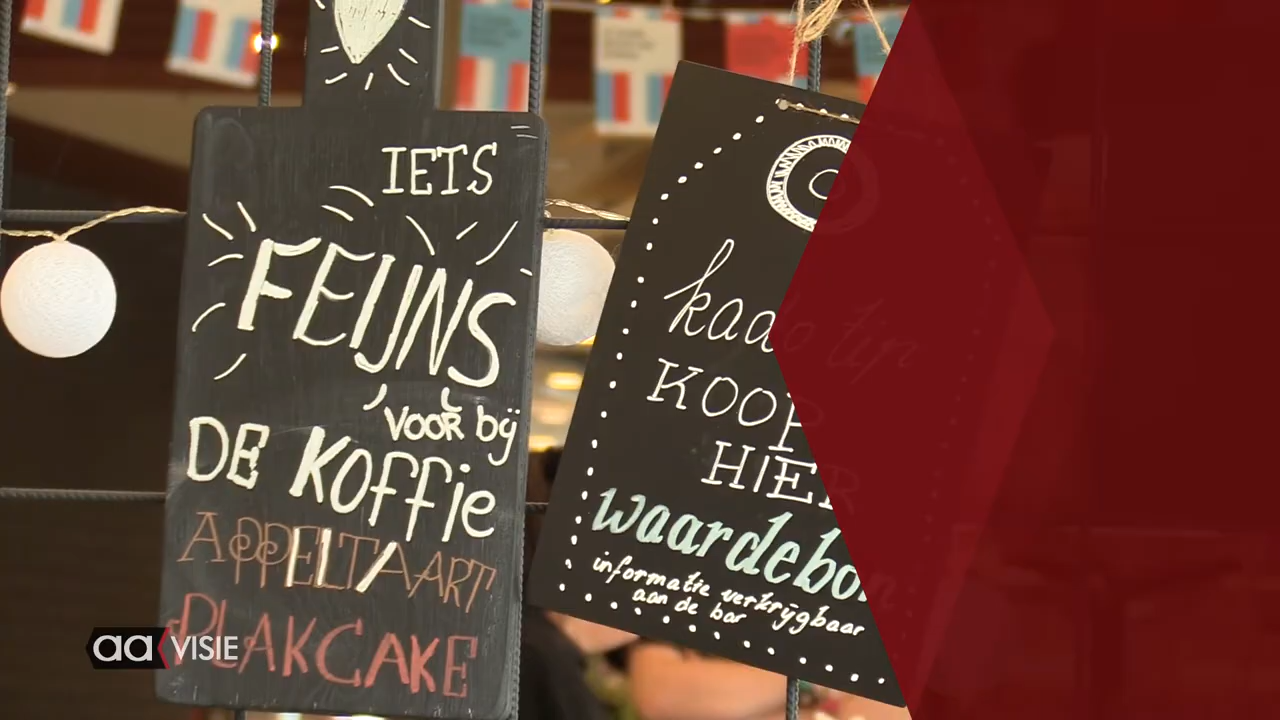 IETS
FEIJNS
voor bij
DE KOFFIE
APPELTAART
PLAKCAKE
kado tip
KOOP
HIER
waardebon
informatie verkrijgbaar
aan de bar
aa VISIE